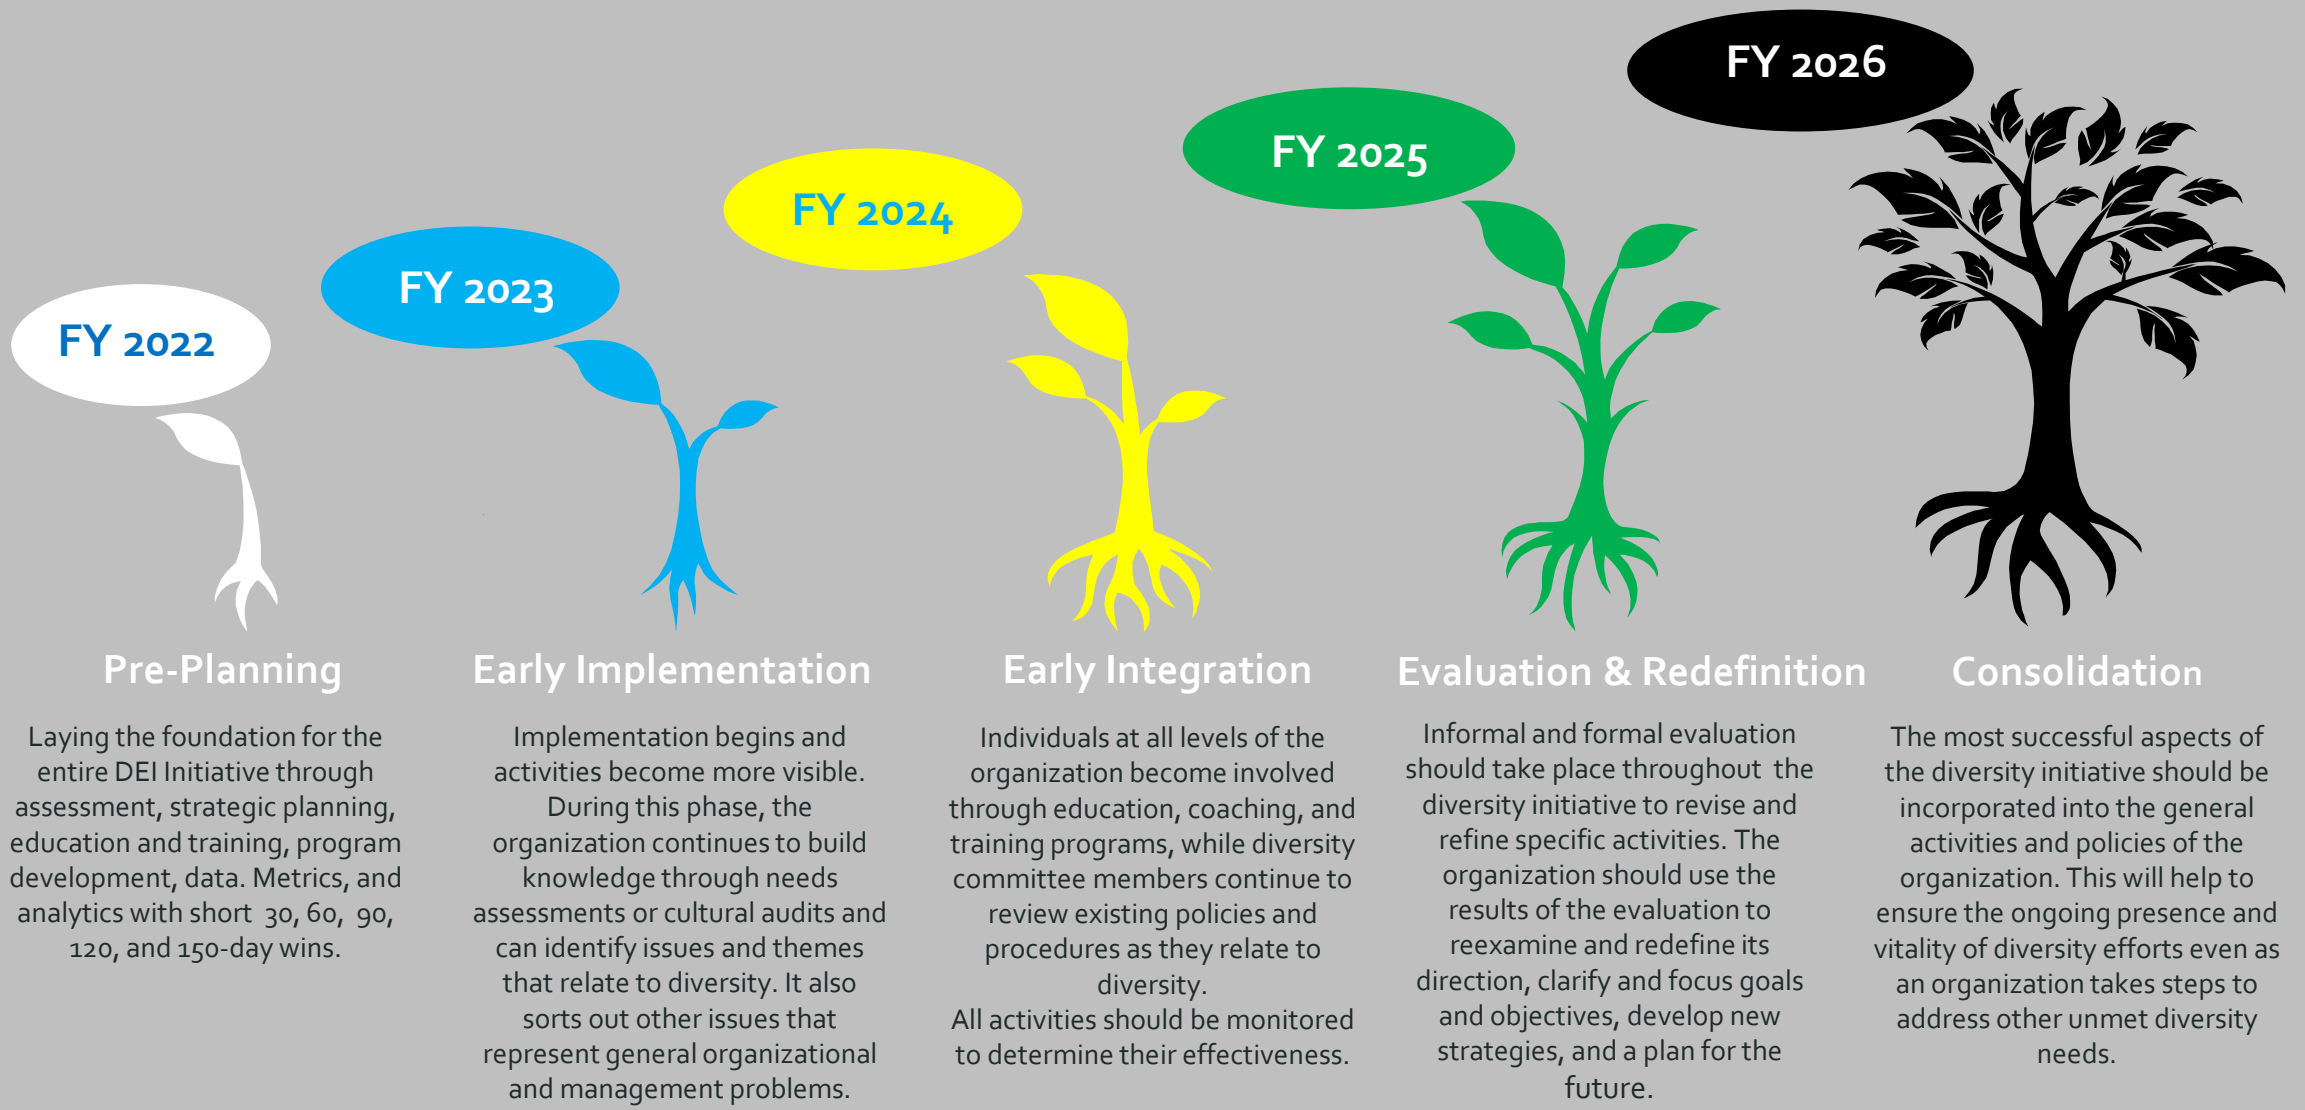 FY 2022
FY 2023
FY 2024
FY 2025
FY 2026
Pre-Planning
Laying the foundation for the
entire DEI Initiative through
assessment, strategic planning,
education and training, program
development, data. Metrics, and
analytics with short 30, 60, 90,
120, and 150-day wins.
Early Implementation
Implementation begins and
activities become more visible.
During this phase, the
organization continues to build
knowledge through needs
assessments or cultural audits and
can identify issues and themes
that relate to diversity. It also
sorts out other issues that
represent general organizational
and management problems.
Early Integration
Individuals at all levels of the
organization become involved
through education, coaching, and
training programs, while diversity
committee members continue to
review existing policies and
procedures as they relate to
diversity.
All activities should be monitored
to determine their effectiveness.
Evaluation & Redefinition
Informal and formal evaluation
should take place throughout the
diversity initiative to revise and
refine specific activities. The
organization should use the
results of the evaluation to
reexamine and redefine its
direction, clarify and focus goals
and objectives, develop new
strategies, and a plan for the
future.
Consolidation
The most successful aspects of
the diversity initiative should be
incorporated into the general
activities and policies of the
organization. This will help to
ensure the ongoing presence and
vitality of diversity efforts even as
an organization takes steps to
address other unmet diversity
needs.